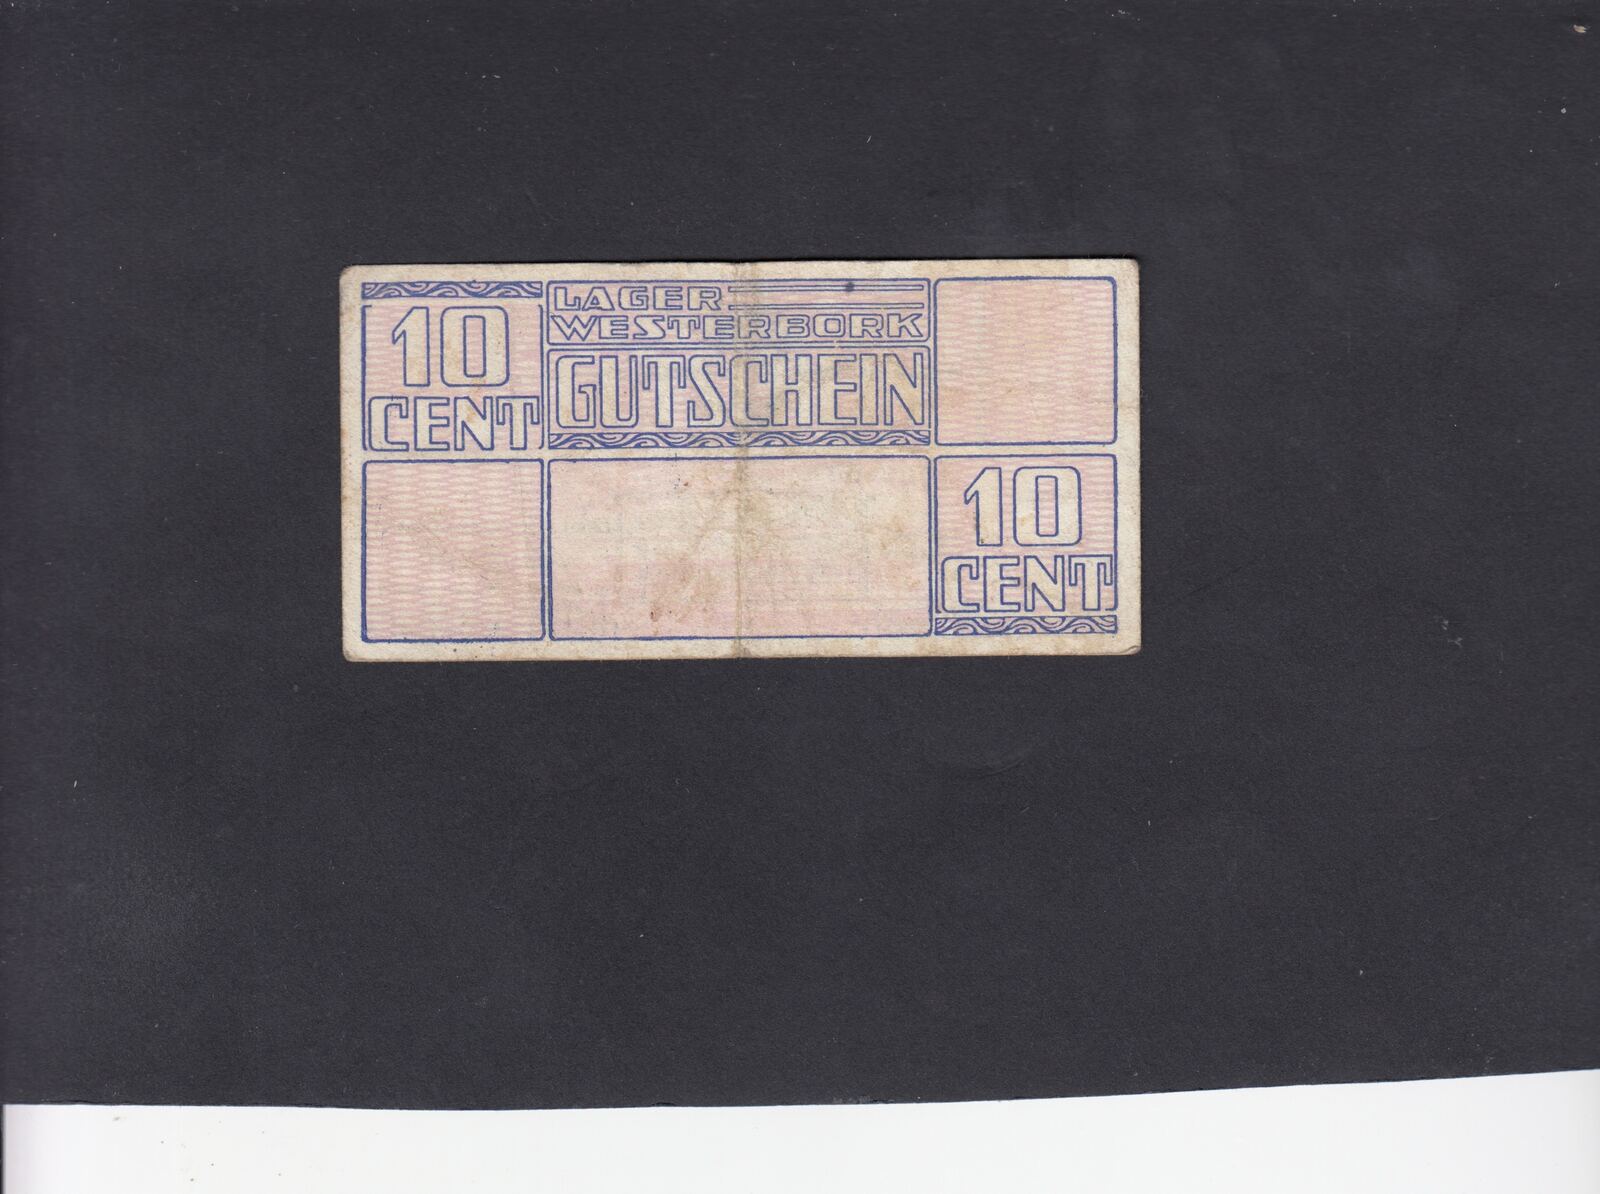 10
CENT
LAGER
WESTERBORK
GUTSCHEIN
10
CENT